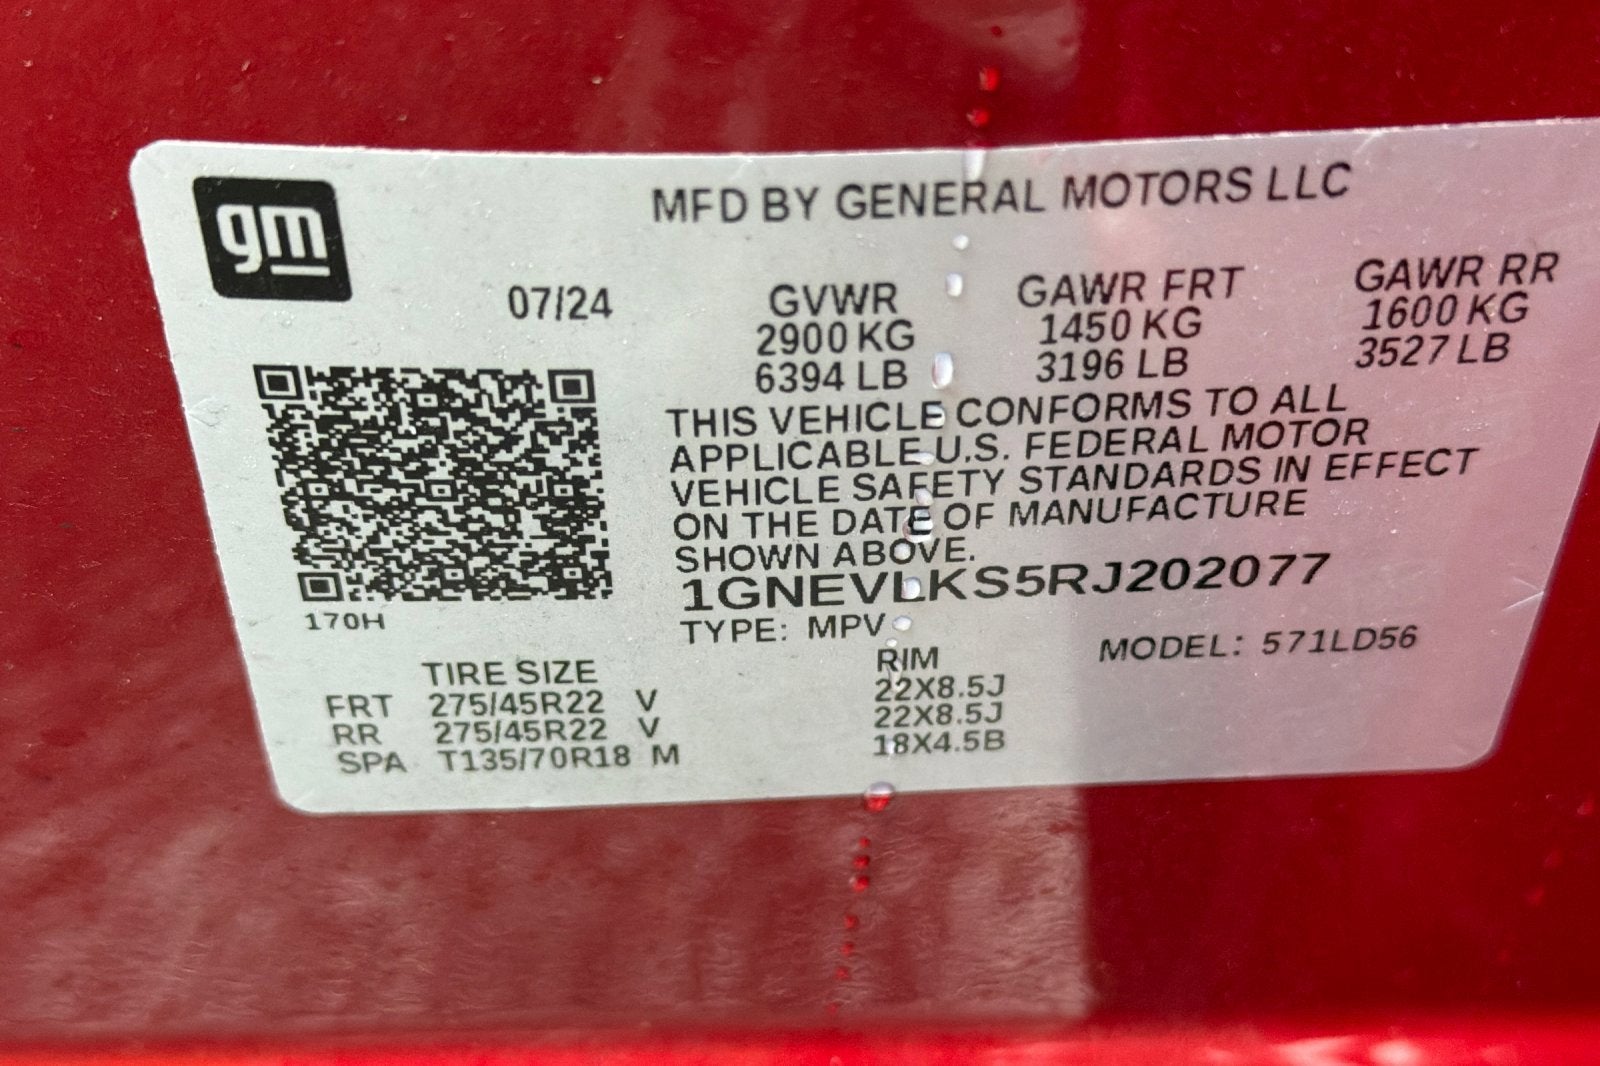 gm
MFD BY GENERAL MOTORS LLC
07/24 GVWR GAWR FRT GAWR RR
2900 KG 1450 KG 1600 KG
6394 LB 3196 LB 3527 LB
THIS VEHICLE CONFORMS TO ALL
APPLICABLE U.S. FEDERAL MOTOR
VEHICLE SAFETY STANDARDS IN EFFECT
ON THE DATE OF MANUFACTURE
SHOWN ABOVE.
1GNEVLKS5RJ202077
170H
TYPE: MPV MODEL: 571LD56
TIRE SIZE RIM
FRT 275/45R22 V 22X8.5J
RR 275/45R22 V 22X8.5J
SPA T135/70R18 M 18X4.5B